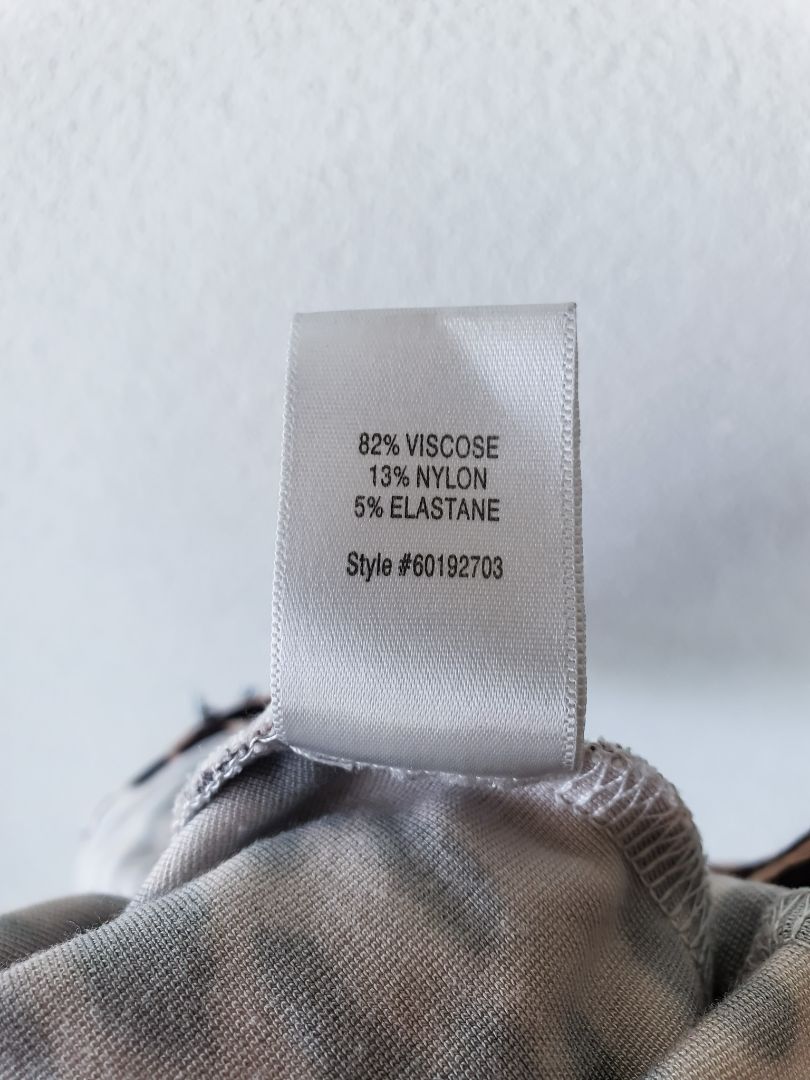 82% VISCOSE
13% NYLON
5% ELASTANE
Style #60192703